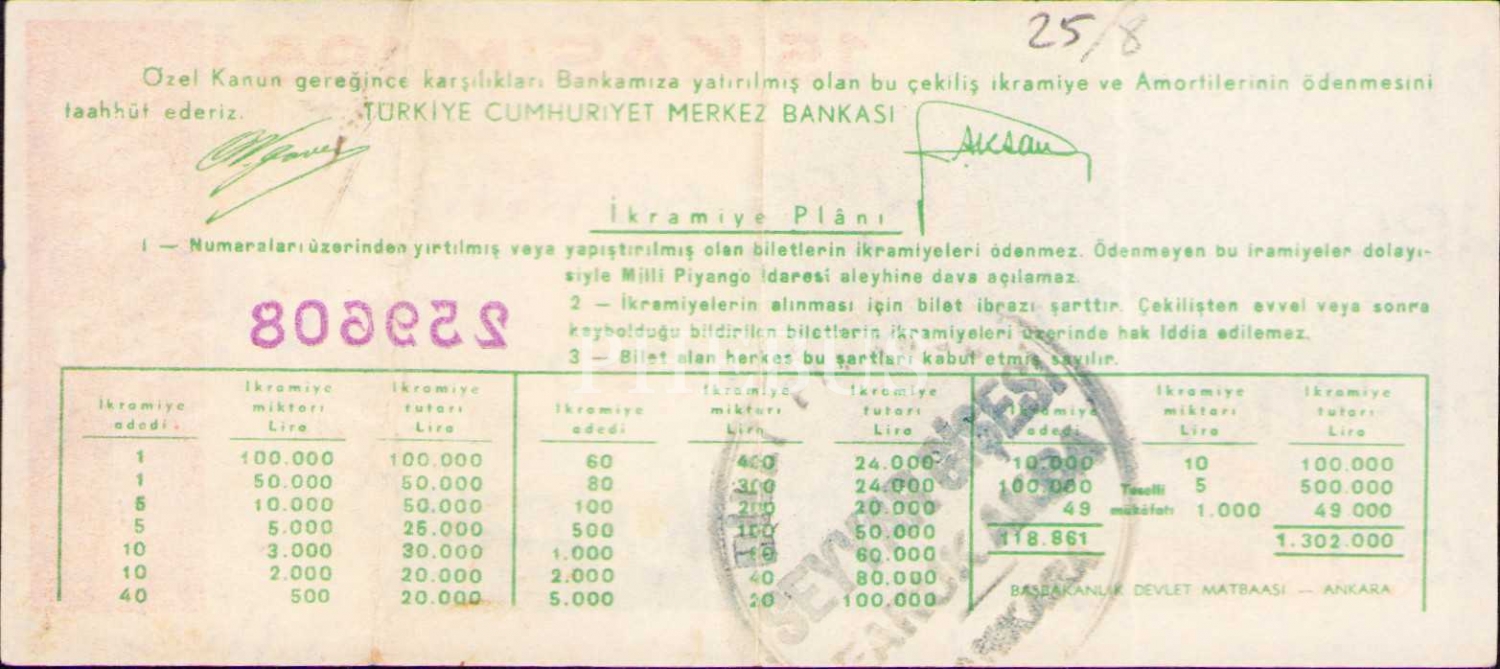 25/8
Özel Kanun gereğince karşılıkları Bankamıza yatırılmış olan bu çekiliş ikramiye ve Amortilerinin ödenmesini
taahhüt ederiz. TÜRKİYE CUMHURİYET MERKEZ BANKASI
İkramiye Plânı
1 — Numaraları üzerinden yırtılmış veya yapıştırılmış olan biletlerin ikramiyeleri ödenmez. Ödenmeyen bu iramiyeler dolayı-
siyle Milli Piyango İdaresi aleyhine dava açılamaz.
2 — İkramiyelerin alınması için bilet ibrazı şarttır. Çekilişten evvel veya sonra
kaybolduğu bildirilen biletlerin ikramiyeleri üzerinde hak iddia edilemez.
3 — Bilet alan herkes bu şartları kabul etmiş sayılır.
259608
PHEBUS
İkramiye adedi İkramiye miktarı Lira İkramiye tutarı Lira
1 100.000 100.000
1 50.000 50.000
5 10.000 50.000
5 5.000 25.000
10 3.000 30.000
10 2.000 20.000
40 500 20.000
İkramiye adedi İkramiye miktarı Lira İkramiye tutarı Lira
60 400 24.000
80 300 24.000
100 200 20.000
500 100 50.000
1.000 60.000
2.000 40 80.000
5.000 20 100.000
İkramiye adedi İkramiye miktarı Lira İkramiye tutarı Lira
10.000 10 100.000
100.000 5 500.000
49 Teselli mükâfatı 1.000 49.000
118.861 1.302.000
BAŞBAKANLIK DEVLET MATBAASI — ANKARA
SEYYAR GİŞESİ
FARUK AKBA
ANKARA